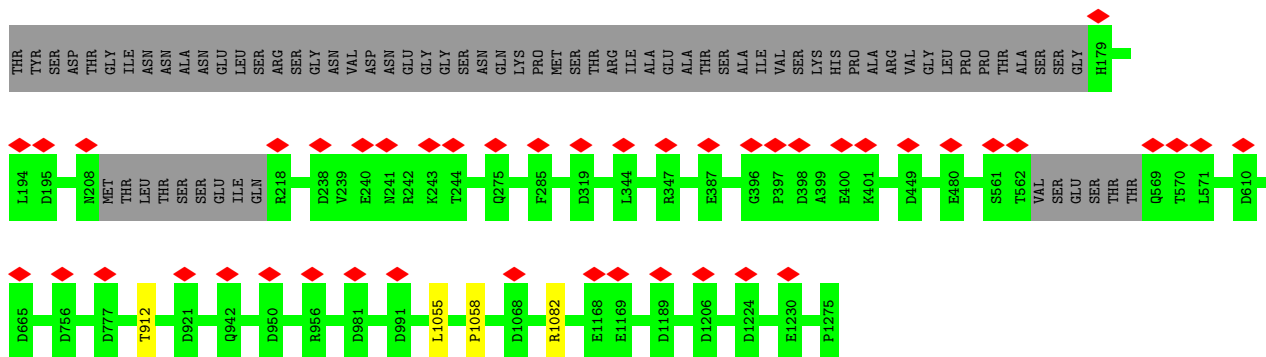 THR TYR SER ASP THR GLY ILE ASN ASN ALA ASN GLU LEU SER ARG SER GLY ASN VAL ASP ASN GLU GLY GLY SER ASN GLN LYS PRO MET SER THR ARG ILE ALA GLU ALA THR SER ALA ILE VAL SER LYS HIS PRO ALA ARG VAL GLY LEU PRO PRO THR ALA SER SER GLY H179
L194 D195 N208 MET THR LEU THR SER SER GLU ILE GLN R218 D238 V239 E240 N241 R242 K243 T244 Q275 F285 D319 L344 R347 E387 G396 P397 D398 A399 E400 K401 D449 E480 S561 T562 VAL SER GLU SER THR THR Q569 T570 L571 D610
D665 D756 D777 T912 D921 Q942 D950 R956 D981 D991 L1055 P1058 D1068 R1082 E1168 E1169 D1189 D1206 D1224 E1230 P1275